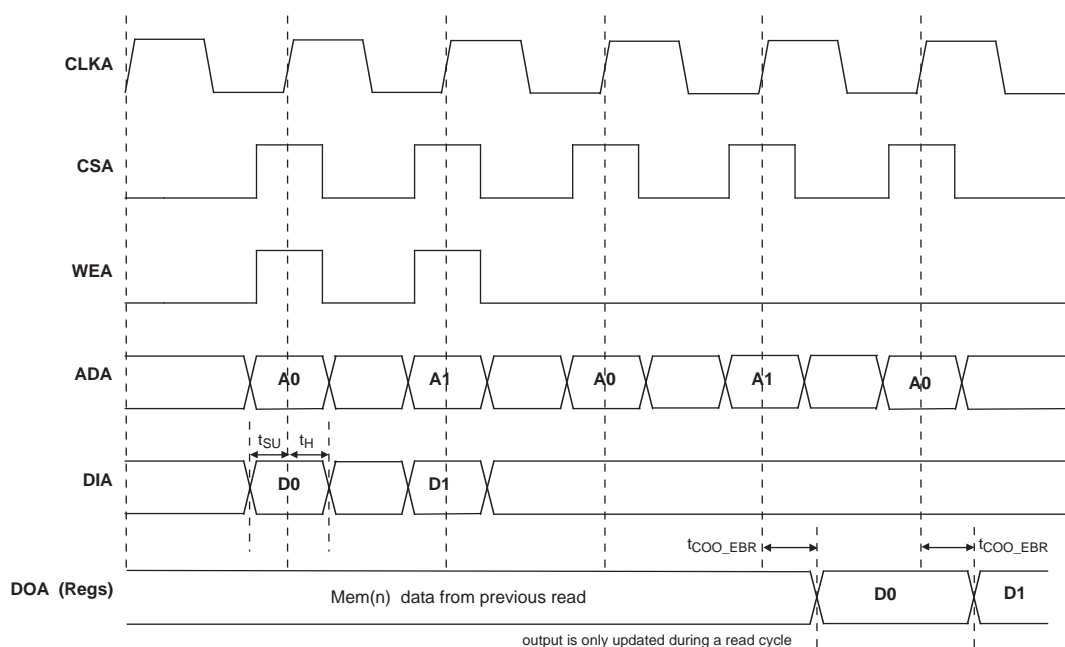 CLKA
CSA
WEA
ADA
A0
A1
A0
A1
A0
tSU
tH
DIA
D0
D1
tCOO_EBR
tCOO_EBR
DOA (Regs)
Mem(n) data from previous read
D0
D1
output is only updated during a read cycle